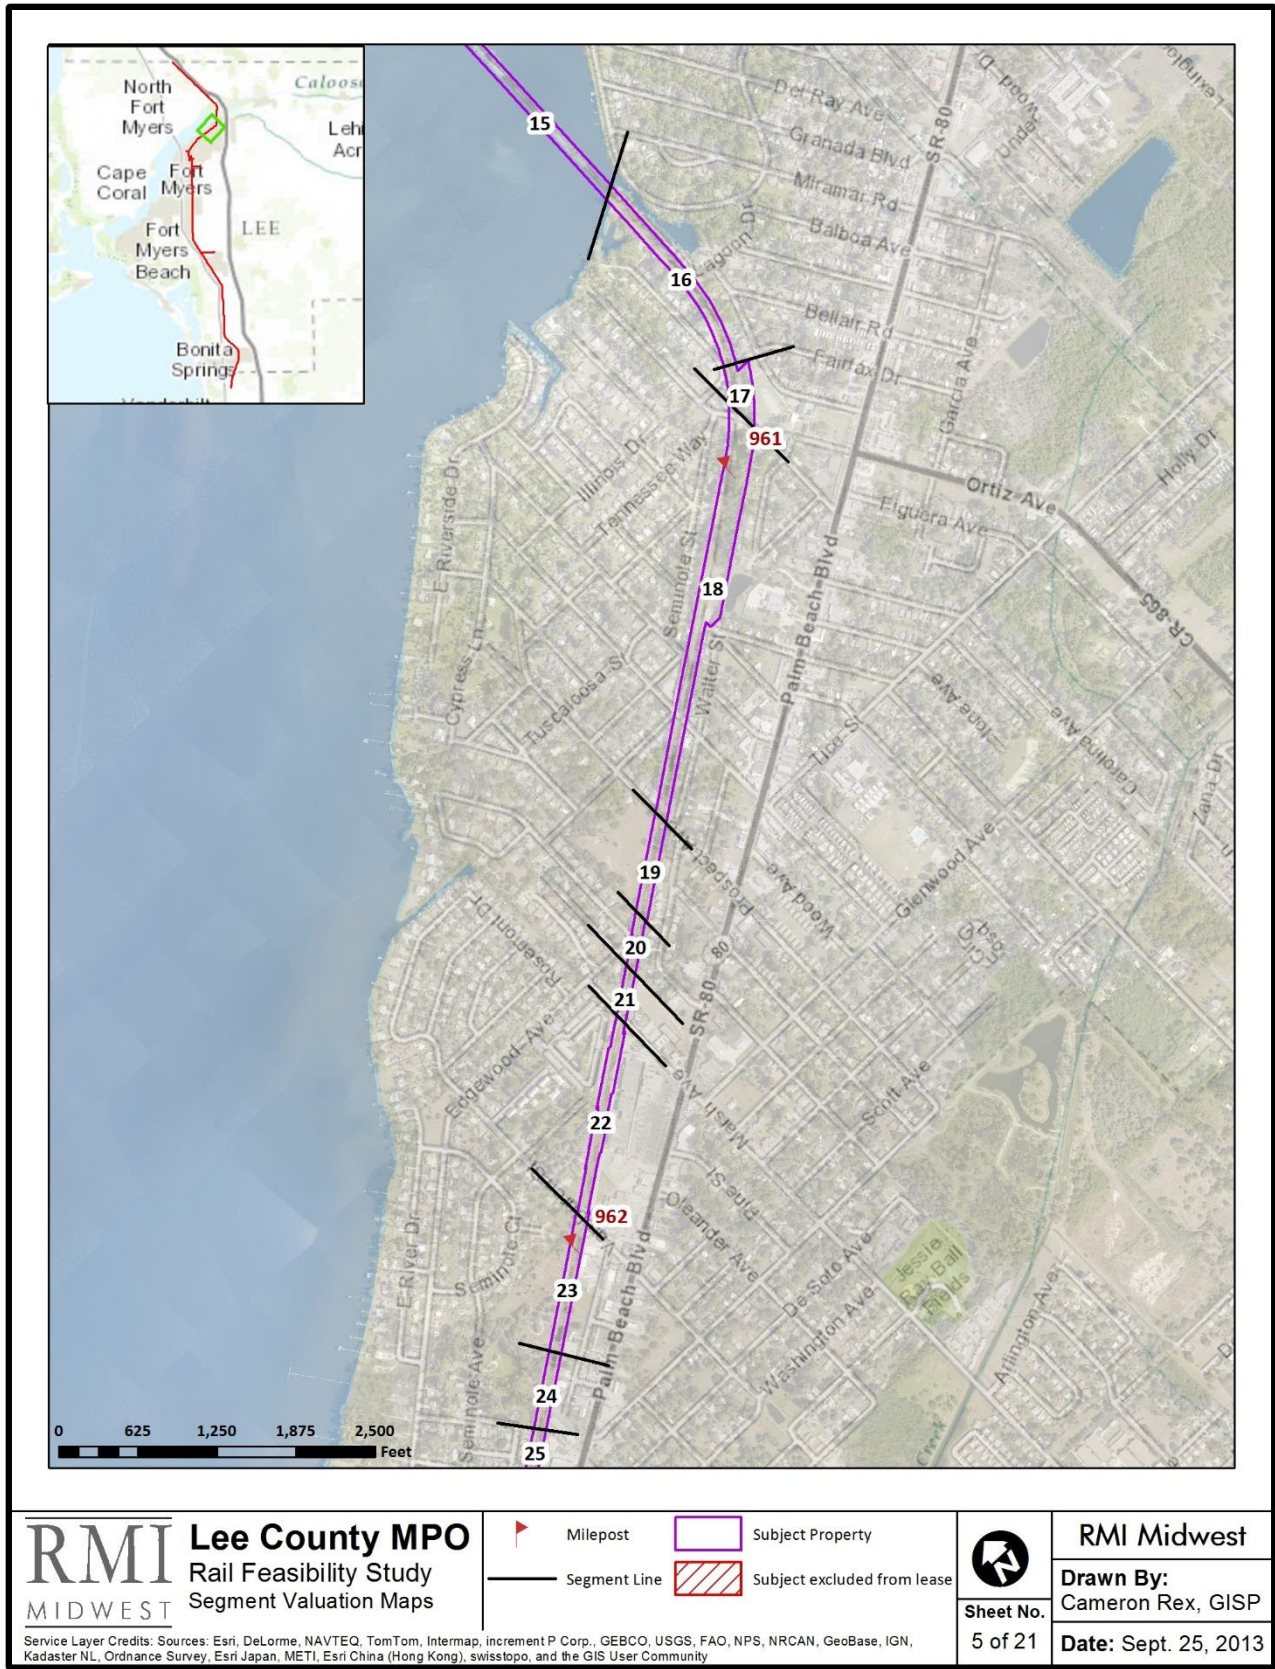 North
Fort
Myers
Cape
Coral
Fort
Myers
LEE
Fort
Myers
Beach
Bonita
Springs
15
Del Ray Ave
Granada Blvd
SR 80
Miramar Rd
Balboa Ave
Lagoon Dr
16
Bellair Rd
Fairfax Dr
Garcia Ave
17
961
Illinois Dr
Tennessee Way
Ortiz Ave
Holly Dr
Figuera Ave
E Riverside Dr
Seminole St
18
Palm-Beach-Blvd
CR-865
Cypress Ln
Tuscaloosa St
Walter St
Tice S
Ione Ave
Carolina Ave
Zana Dr
19
Prospect
Wood Ave
Glenwood Ave
Rosemont Dr
20
80
21
SR 80
Edgewood Ave
Marsh Ave
Scott Ave
22
Pine St
Oleander Ave
962
E River Dr
Seminole Ct
De Soto Ave
Jessie
Bay Ball
Fields
23
Palm-Beach-Blvd
Washington Ave
Arlington Ave
24
Seminole Ave
Creek
25
0 625 1,250 1,875 2,500
Feet
RMI
MIDWEST
Lee County MPO
Rail Feasibility Study
Segment Valuation Maps
Milepost
Segment Line
Subject Property
Subject excluded from lease
N
Sheet No.
5 of 21
RMI Midwest
Drawn By:
Cameron Rex, GISP
Date: Sept. 25, 2013
Service Layer Credits: Sources: Esri, DeLorme, NAVTEQ, TomTom, Intermap, increment P Corp., GEBCO, USGS, FAO, NPS, NRCAN, GeoBase, IGN,
Kadaster NL, Ordnance Survey, Esri Japan, METI, Esri China (Hong Kong), swisstopo, and the GIS User Community